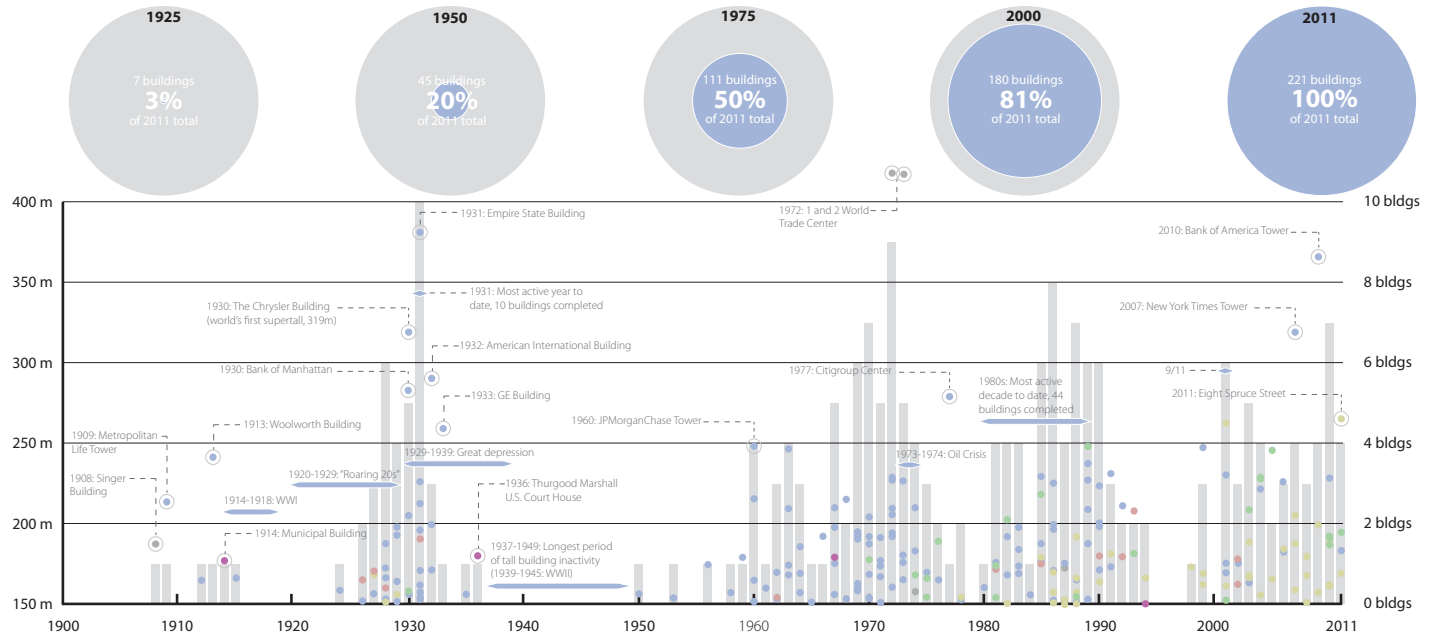 1925
7 buildings
3%
of 2011 total
1950
45 buildings
20%
of 2011 total
1975
111 buildings
50%
of 2011 total
2000
180 buildings
81%
of 2011 total
2011
221 buildings
100%
of 2011 total
400 m
350 m
300 m
250 m
200 m
150 m
10 bldgs
8 bldgs
6 bldgs
4 bldgs
2 bldgs
0 bldgs
1931: Empire State Building
1972: 1 and 2 World
Trade Center
2010: Bank of America Tower
1931: Most active year to
date, 10 buildings completed
1930: The Chrysler Building
(world's first supertall, 319m)
2007: New York Times Tower
1932: American International Building
1930: Bank of Manhattan
1977: Citigroup Center
9/11
1980s: Most active
decade to date, 44
buildings completed
1933: GE Building
2011: Eight Spruce Street
1913: Woolworth Building
1960: JPMorganChase Tower
1909: Metropolitan
Life Tower
1929-1939: Great depression
1973-1974: Oil Crisis
1908: Singer
Building
1920-1929: "Roaring 20s"
1936: Thurgood Marshall
U.S. Court House
1914-1918: WWI
1914: Municipal Building
1937-1949: Longest period
of tall building inactivity
(1939-1945: WWII)
1900
1910
1920
1930
1940
1950
1960
1970
1980
1990
2000
2011